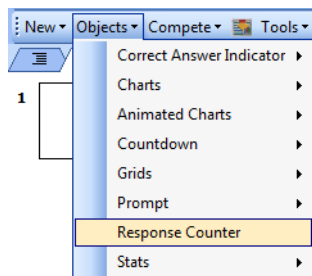 New Objects Compete Tools
Correct Answer Indicator
1
Charts
Animated Charts
Countdown
Grids
Prompt
Response Counter
Stats